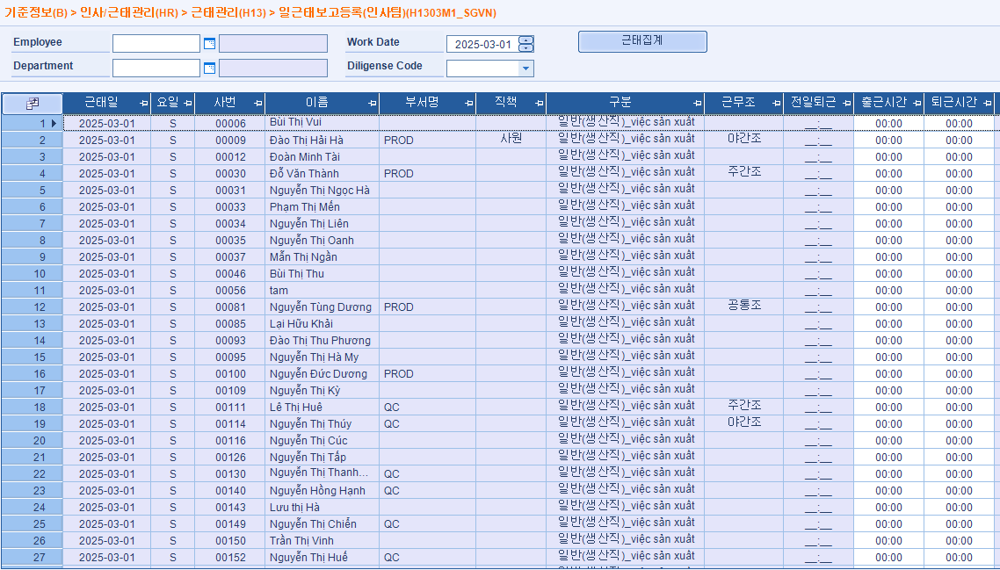 기준정보(B) > 인사/근태관리(HR) > 근태관리(H13) > 일근태보고등록(인사팀)(H1303M1_SGVN)
Employee Work Date 2025-03-01 근태집계
Department Diligense Code
근태일 요일 사번 이름 부서명 직책 구분 근무조 전일퇴근 출근시간 퇴근시간
1 2025-03-01 S 00006 Bùi Thị Vui 일반(생산직)_việc sản xuất __:__ 00:00 00:00
2 2025-03-01 S 00009 Đào Thị Hải Hà PROD 사원 일반(생산직)_việc sản xuất 야간조 __:__ 00:00 00:00
3 2025-03-01 S 00012 Đoàn Minh Tài 일반(생산직)_việc sản xuất __:__ 00:00 00:00
4 2025-03-01 S 00030 Đỗ Văn Thành PROD 일반(생산직)_việc sản xuất 주간조 __:__ 00:00 00:00
5 2025-03-01 S 00031 Nguyễn Thị Ngọc Hà 일반(생산직)_việc sản xuất __:__ 00:00 00:00
6 2025-03-01 S 00033 Phạm Thị Mến 일반(생산직)_việc sản xuất __:__ 00:00 00:00
7 2025-03-01 S 00034 Nguyễn Thị Liên 일반(생산직)_việc sản xuất __:__ 00:00 00:00
8 2025-03-01 S 00035 Nguyễn Thị Oanh 일반(생산직)_việc sản xuất __:__ 00:00 00:00
9 2025-03-01 S 00037 Mẫn Thị Ngần 일반(생산직)_việc sản xuất __:__ 00:00 00:00
10 2025-03-01 S 00046 Bùi Thị Thu 일반(생산직)_việc sản xuất __:__ 00:00 00:00
11 2025-03-01 S 00056 tam 일반(생산직)_việc sản xuất __:__ 00:00 00:00
12 2025-03-01 S 00081 Nguyễn Tùng Dương PROD 일반(생산직)_việc sản xuất 공통조 __:__ 00:00 00:00
13 2025-03-01 S 00085 Lại Hữu Khải 일반(생산직)_việc sản xuất __:__ 00:00 00:00
14 2025-03-01 S 00093 Đào Thị Thu Phương 일반(생산직)_việc sản xuất __:__ 00:00 00:00
15 2025-03-01 S 00095 Nguyễn Thị Hà My 일반(생산직)_việc sản xuất __:__ 00:00 00:00
16 2025-03-01 S 00100 Nguyễn Đức Dương PROD 일반(생산직)_việc sản xuất __:__ 00:00 00:00
17 2025-03-01 S 00109 Nguyễn Thị Kỳ 일반(생산직)_việc sản xuất __:__ 00:00 00:00
18 2025-03-01 S 00111 Lê Thị Huê QC 일반(생산직)_việc sản xuất 주간조 __:__ 00:00 00:00
19 2025-03-01 S 00114 Nguyễn Thị Thúy QC 일반(생산직)_việc sản xuất 야간조 __:__ 00:00 00:00
20 2025-03-01 S 00116 Nguyễn Thị Cúc 일반(생산직)_việc sản xuất __:__ 00:00 00:00
21 2025-03-01 S 00126 Nguyễn Thị Tấp 일반(생산직)_việc sản xuất __:__ 00:00 00:00
22 2025-03-01 S 00130 Nguyễn Thị Thanh... QC 일반(생산직)_việc sản xuất __:__ 00:00 00:00
23 2025-03-01 S 00140 Nguyễn Hồng Hạnh QC 일반(생산직)_việc sản xuất __:__ 00:00 00:00
24 2025-03-01 S 00143 Lưu thị Hà 일반(생산직)_việc sản xuất __:__ 00:00 00:00
25 2025-03-01 S 00149 Nguyễn Thị Chiến QC 일반(생산직)_việc sản xuất __:__ 00:00 00:00
26 2025-03-01 S 00150 Trần Thị Vinh 일반(생산직)_việc sản xuất __:__ 00:00 00:00
27 2025-03-01 S 00152 Nguyễn Thị Huế QC 일반(생산직)_việc sản xuất __:__ 00:00 00:00